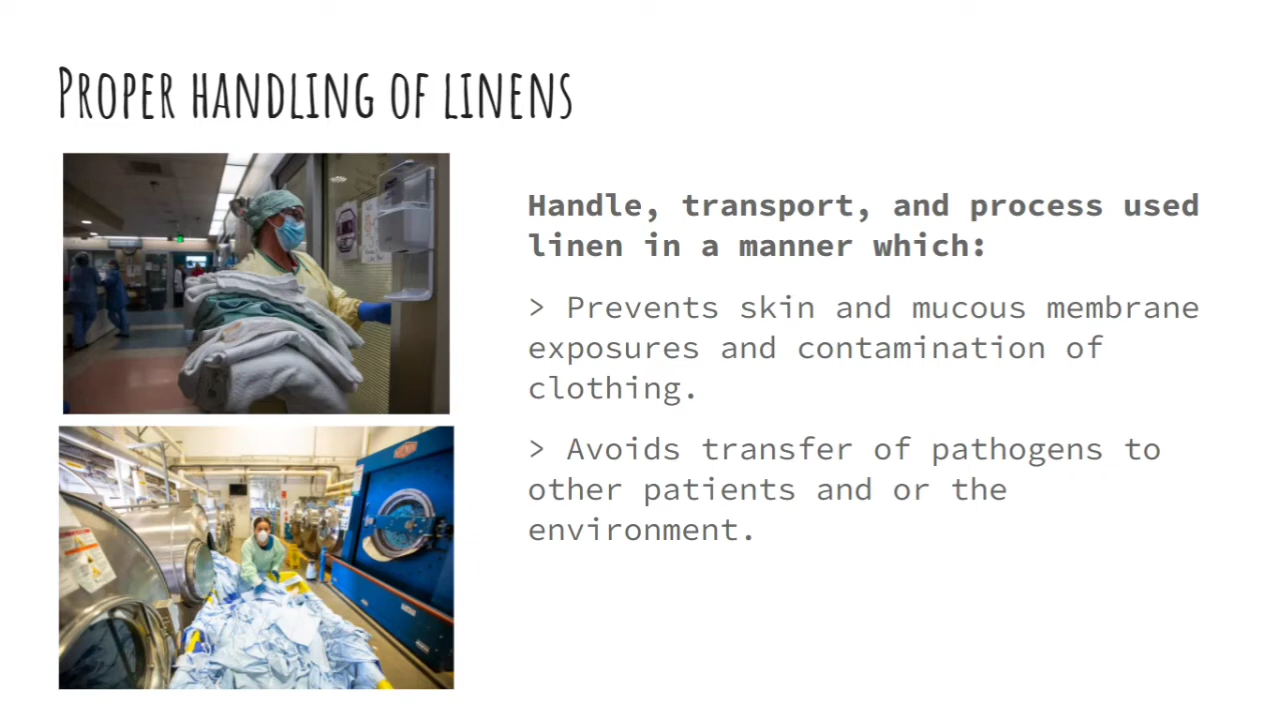 Proper handling of linens
Handle, transport, and process used
linen in a manner which:
> Prevents skin and mucous membrane
exposures and contamination of
clothing.
> Avoids transfer of pathogens to
other patients and or the
environment.